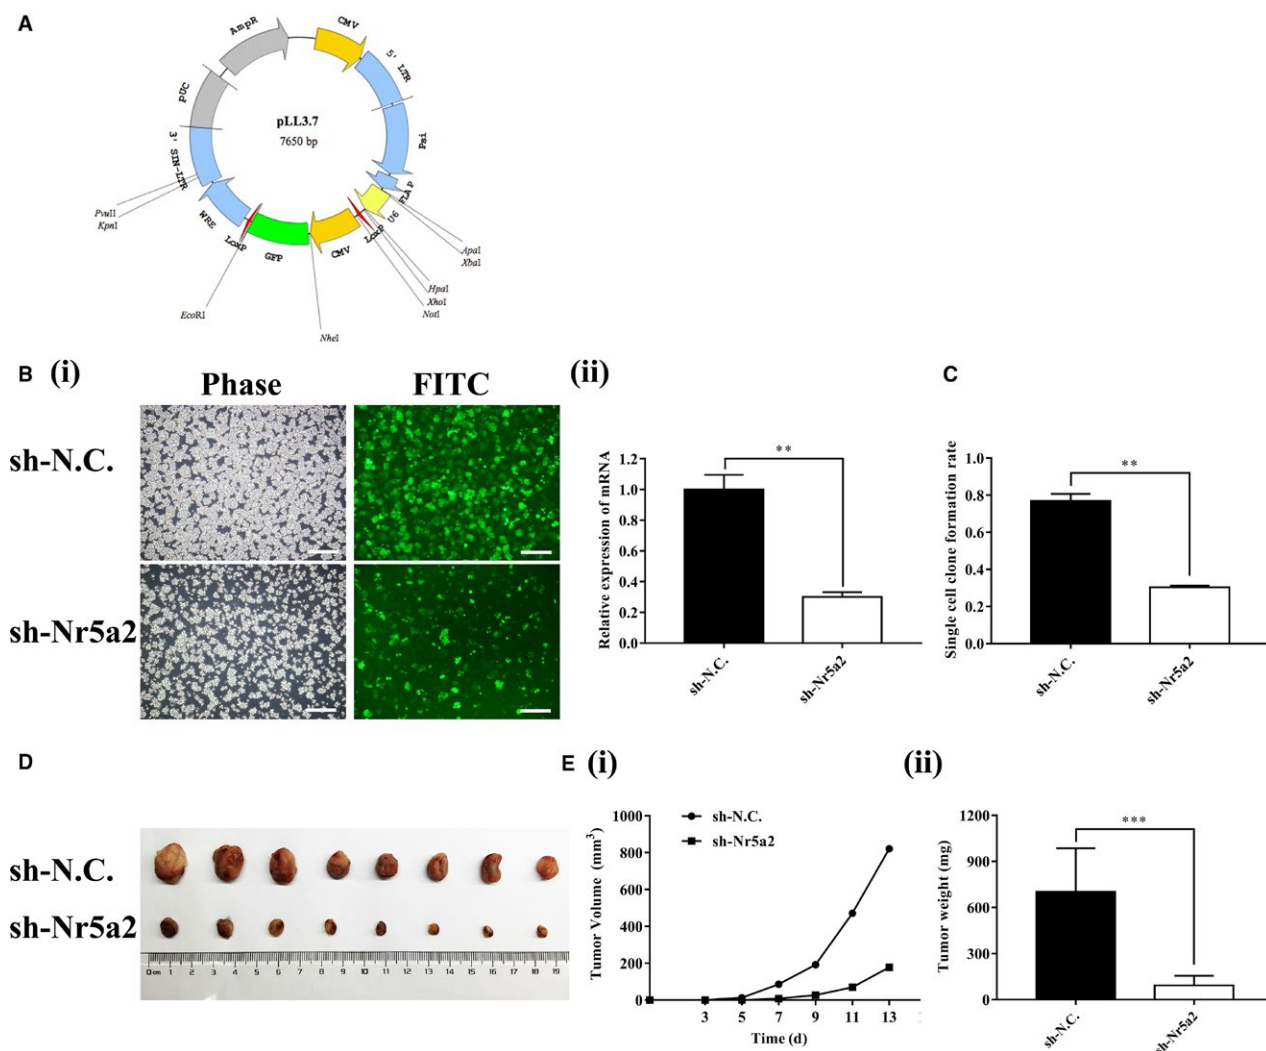 A
AmpR
CMV
5' LTR
pUC
Psi
pLL3.7
7650 bp
3' SIN-LTR
FLAP
U6
LoxP
CMV
GFP
LoxP
WRE
PvuII
KpnI
ApaI
XbaI
HpaI
XhoI
NotI
EcoRI
NheI
B (i)
Phase FITC
sh-N.C.
sh-Nr5a2
(ii)
Relative expression of mRNA
1.2
1.0
0.8
0.6
0.4
0.2
0.0
**
sh-N.C.
sh-Nr5a2
C
Single cell clone formation rate
1.0
0.8
0.6
0.4
0.2
0.0
**
sh-N.C.
sh-Nr5a2
D
sh-N.C.
sh-Nr5a2
0cm 1 2 3 4 5 6 7 8 9 10 11 12 13 14 15 16 17 18 19
E (i)
Tumor Volume (mm³)
1000
800
600
400
200
0
sh-N.C.
sh-Nr5a2
3 5 7 9 11 13
Time (d)
(ii)
Tumor weight (mg)
1200
900
600
300
0
***
sh-N.C.
sh-Nr5a2